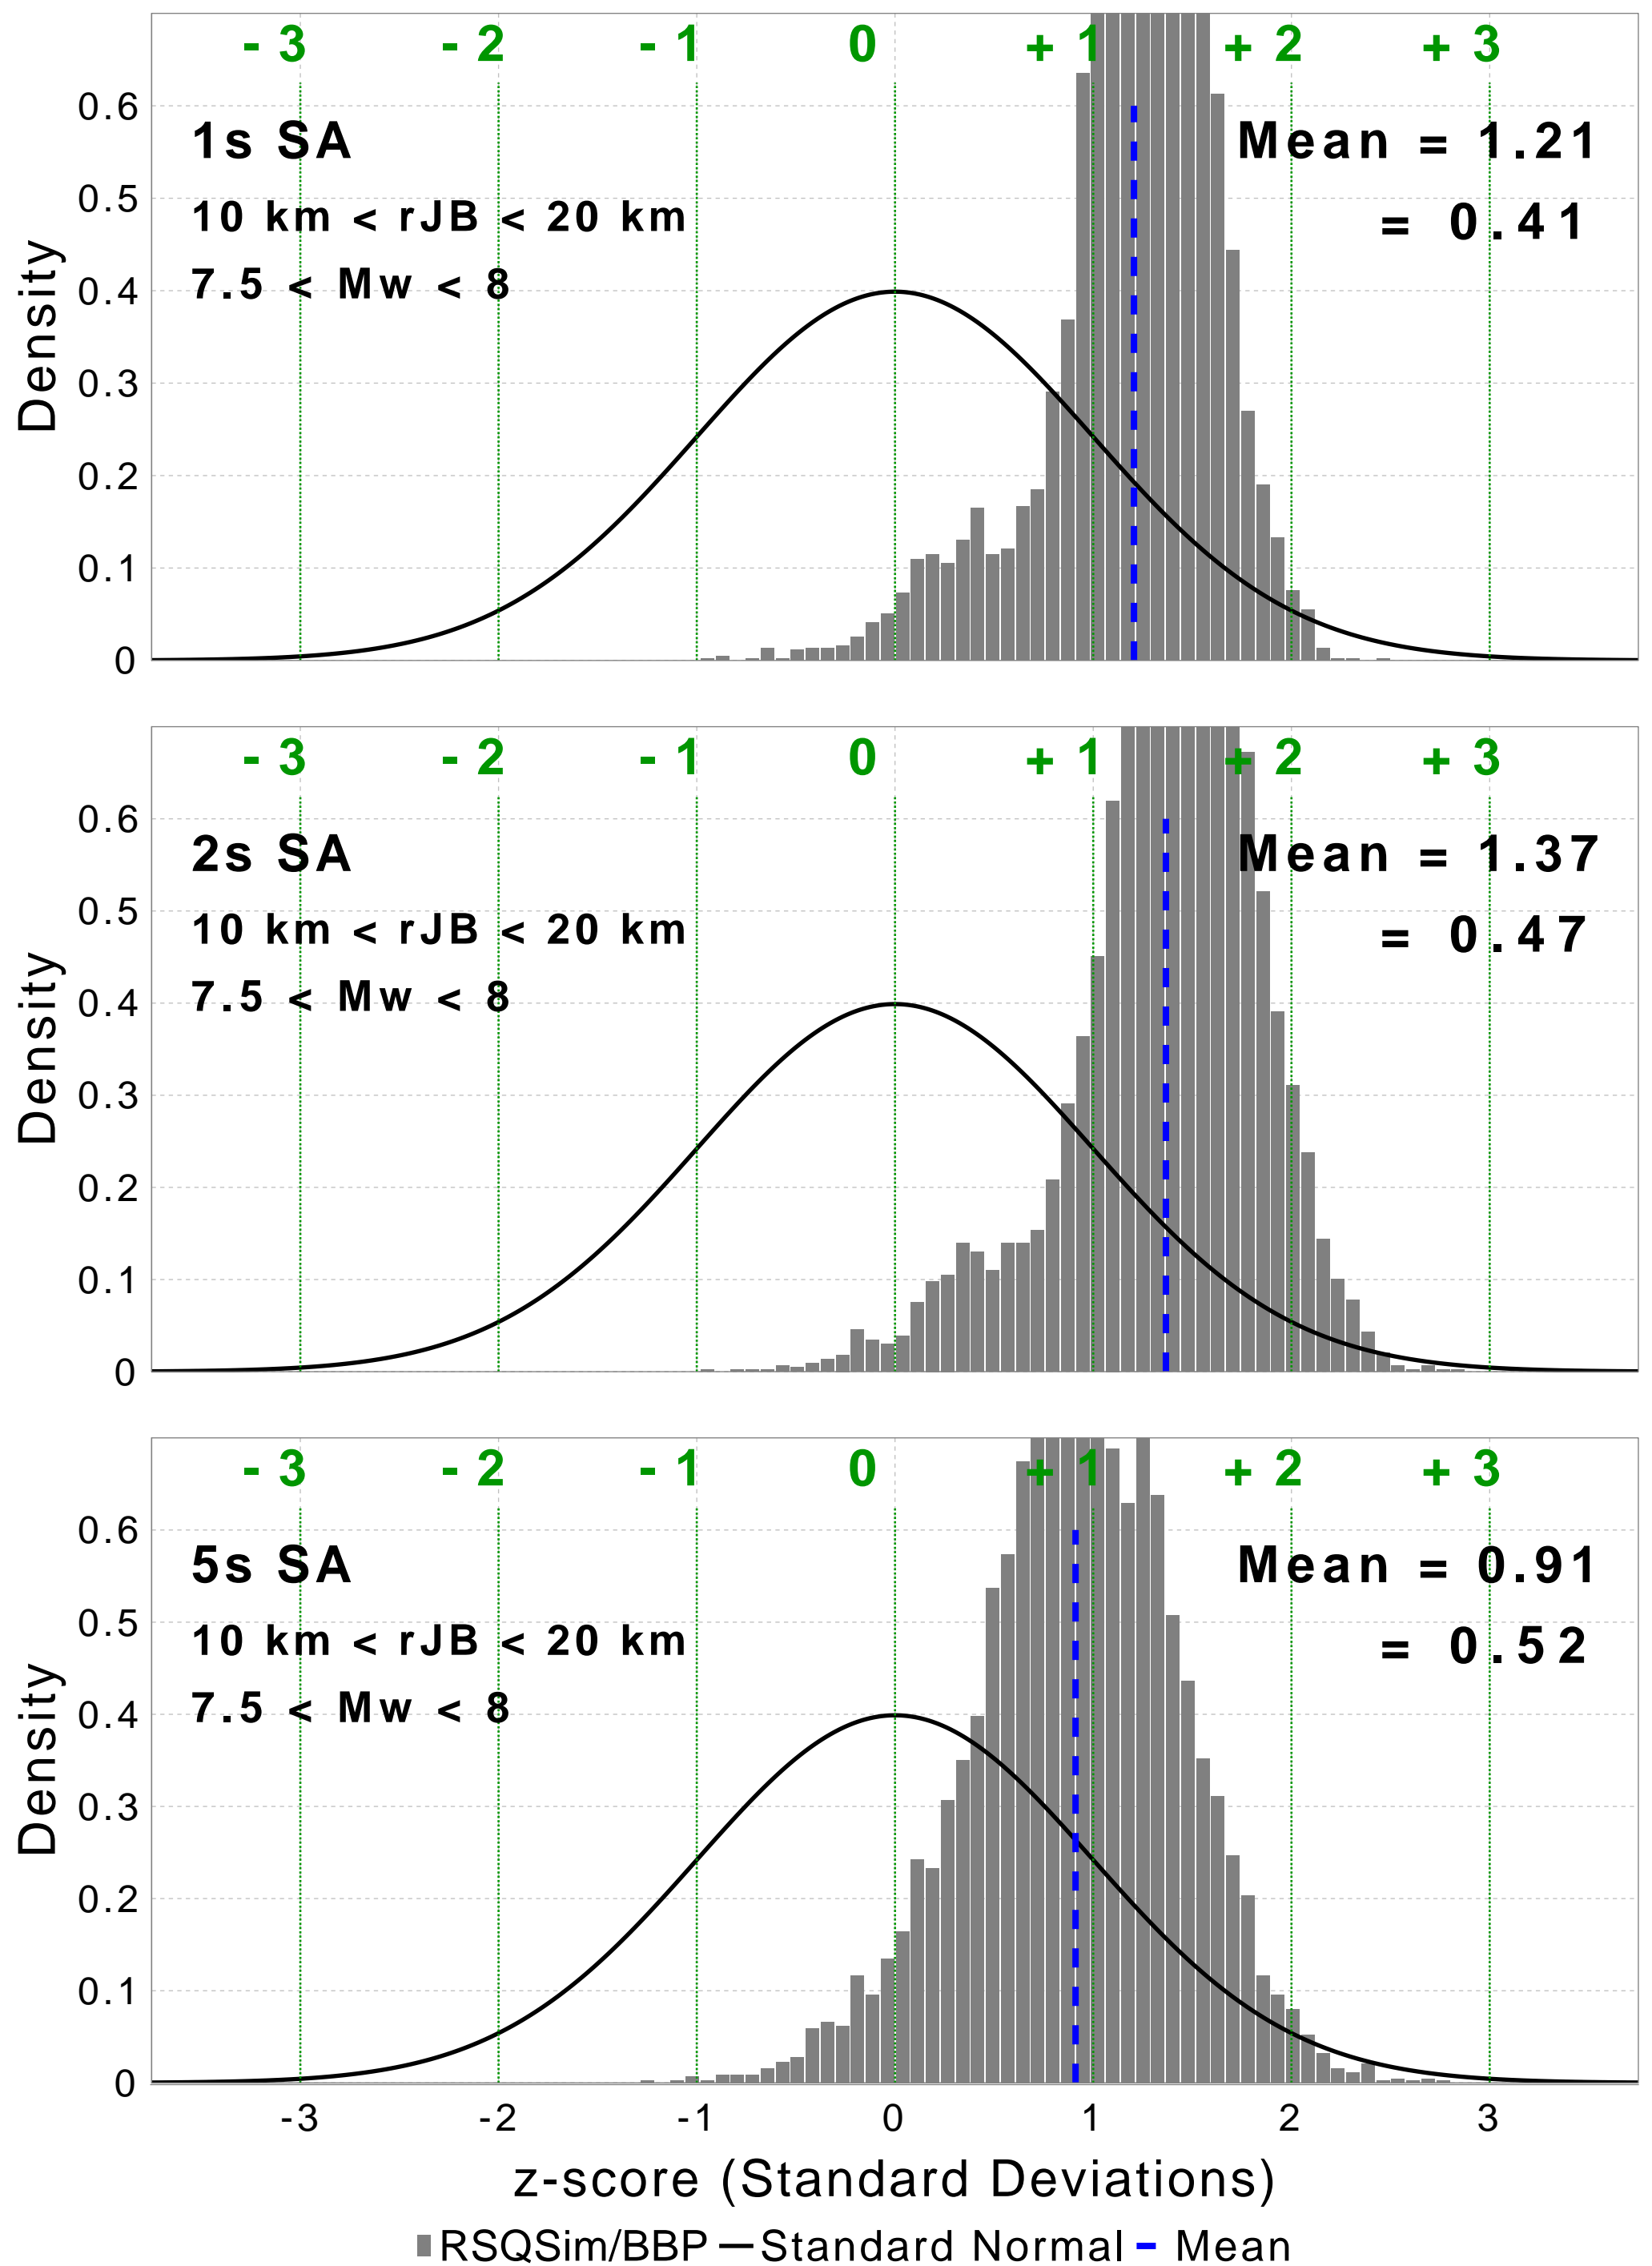 -3 -2 -1 0 +1 +2 +3
0.6
1s SA
Mean = 1.21
0.5
10 km < rJB < 20 km
= 0.41
7.5 < Mw < 8
0.4
0.3
0.2
0.1
0
Density
-3 -2 -1 0 +1 +2 +3
0.6
2s SA
Mean = 1.37
0.5
10 km < rJB < 20 km
= 0.47
7.5 < Mw < 8
0.4
0.3
0.2
0.1
0
Density
-3 -2 -1 0 +1 +2 +3
0.6
5s SA
Mean = 0.91
0.5
10 km < rJB < 20 km
= 0.52
7.5 < Mw < 8
0.4
0.3
0.2
0.1
0
Density
-3 -2 -1 0 1 2 3
z-score (Standard Deviations)
RSQSim/BBP Standard Normal Mean